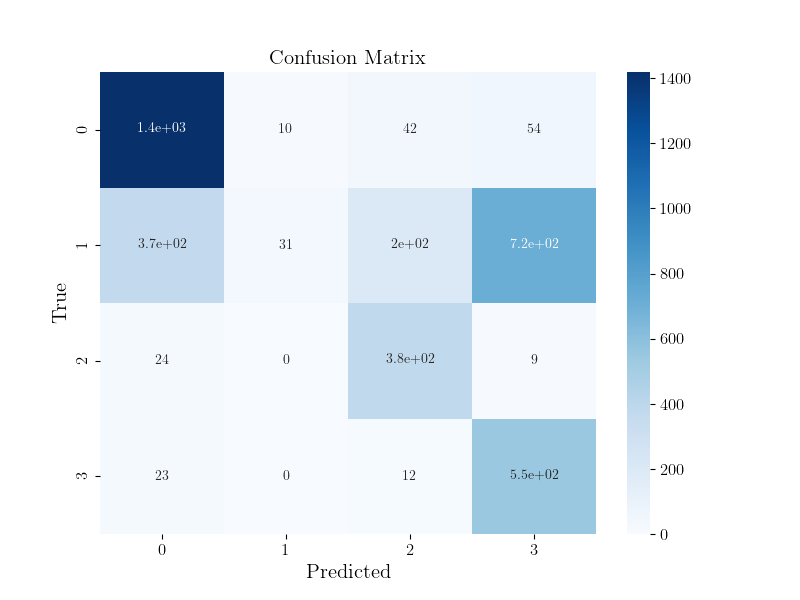 Confusion Matrix
0 1.4e+03 10 42 54
1 3.7e+02 31 2e+02 7.2e+02
2 24 0 3.8e+02 9
3 23 0 12 5.5e+02
0 1 2 3
True
Predicted
1400
1200
1000
800
600
400
200
0